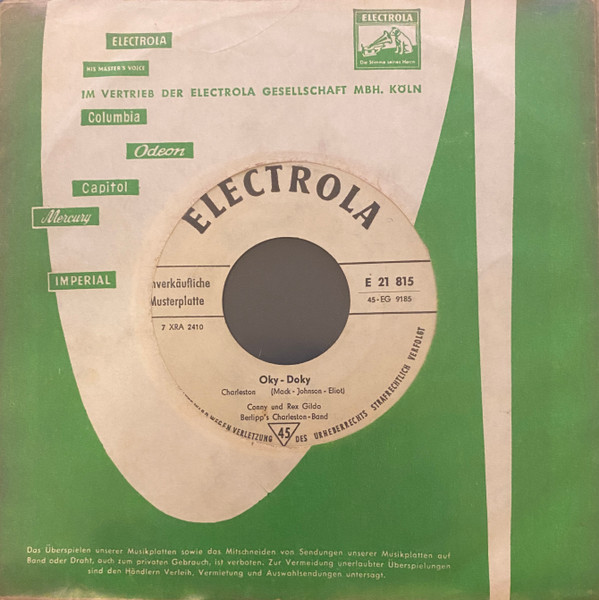 ELECTROLA
ELECTROLA
Die Stimme seines Herrn
HIS MASTER'S VOICE
IM VERTRIEB DER ELECTROLA GESELLSCHAFT MBH. KÖLN
Columbia
Odeon
Capitol
Mercury
IMPERIAL
ELECTROLA
nverkäufliche
Musterplatte
E 21 815
45-EG 9185
7 XRA 2410
Oky-Doky
Charleston (Mack-Johnson-Eliot)
Conny und Rex Gildo
Berlipp's Charleston-Band
45
WEGEN VERLETZUNG DES URHEBERRECHTS STRAFRECHTLICH VERFOLGT
Das Überspielen unserer Musikplatten sowie das Mitschneiden von Sendungen unserer Musikplatten auf
Band oder Draht, auch zum privaten Gebrauch, ist verboten. Zur Vermeidung unerlaubter Überspielungen
sind den Händlern Verleih, Vermietung und Auswahlsendungen untersagt.